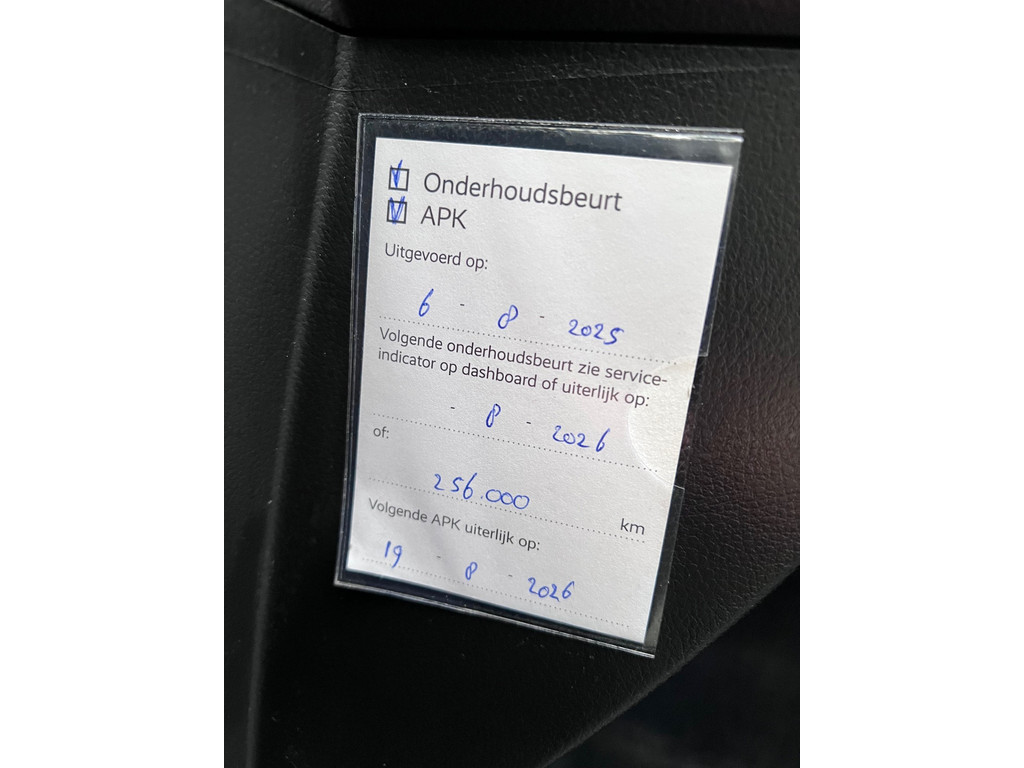 Onderhoudsbeurt
APK
Uitgevoerd op:
6 - 8 - 2025
Volgende onderhoudsbeurt zie service-
indicator op dashboard of uiterlijk op:
- 8 - 2026
of:
256.000 km
Volgende APK uiterlijk op:
19 - 8 - 2026